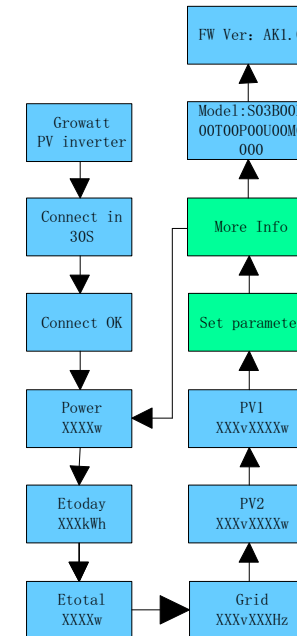 FW Ver: AK1.
Model:S03B00
00T00P00U00M
000
Growatt
PV inverter
Connect in
30S
More Info
Connect OK
Set paramete
Power
XXXXw
PV1
XXXvXXXXw
Etoday
XXXkWh
PV2
XXXvXXXXw
Etotal
XXXXw
Grid
XXXvXXXHz